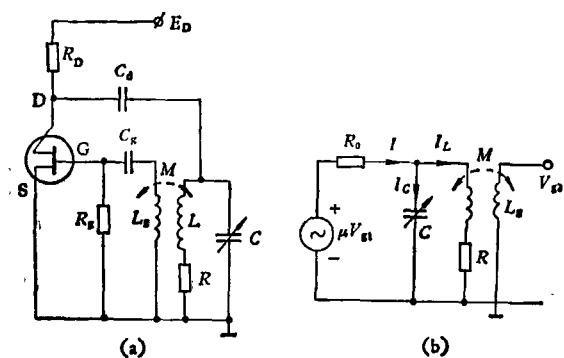 E_D
R_D
C_d
D
C_g
G
S
M
R_g
L_g
L
C
R
(a)
R_0
I
I_L
M
I_C
V_g2
C
L_g
μV_g1
R
+
−
(b)